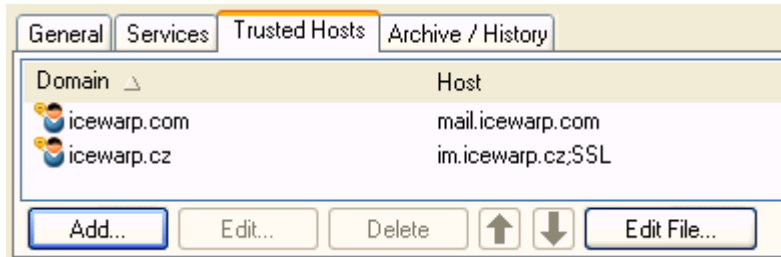 General Services Trusted Hosts Archive / History
Domain Host
icewarp.com mail.icewarp.com
icewarp.cz im.icewarp.cz;SSL
Add... Edit... Delete Edit File...